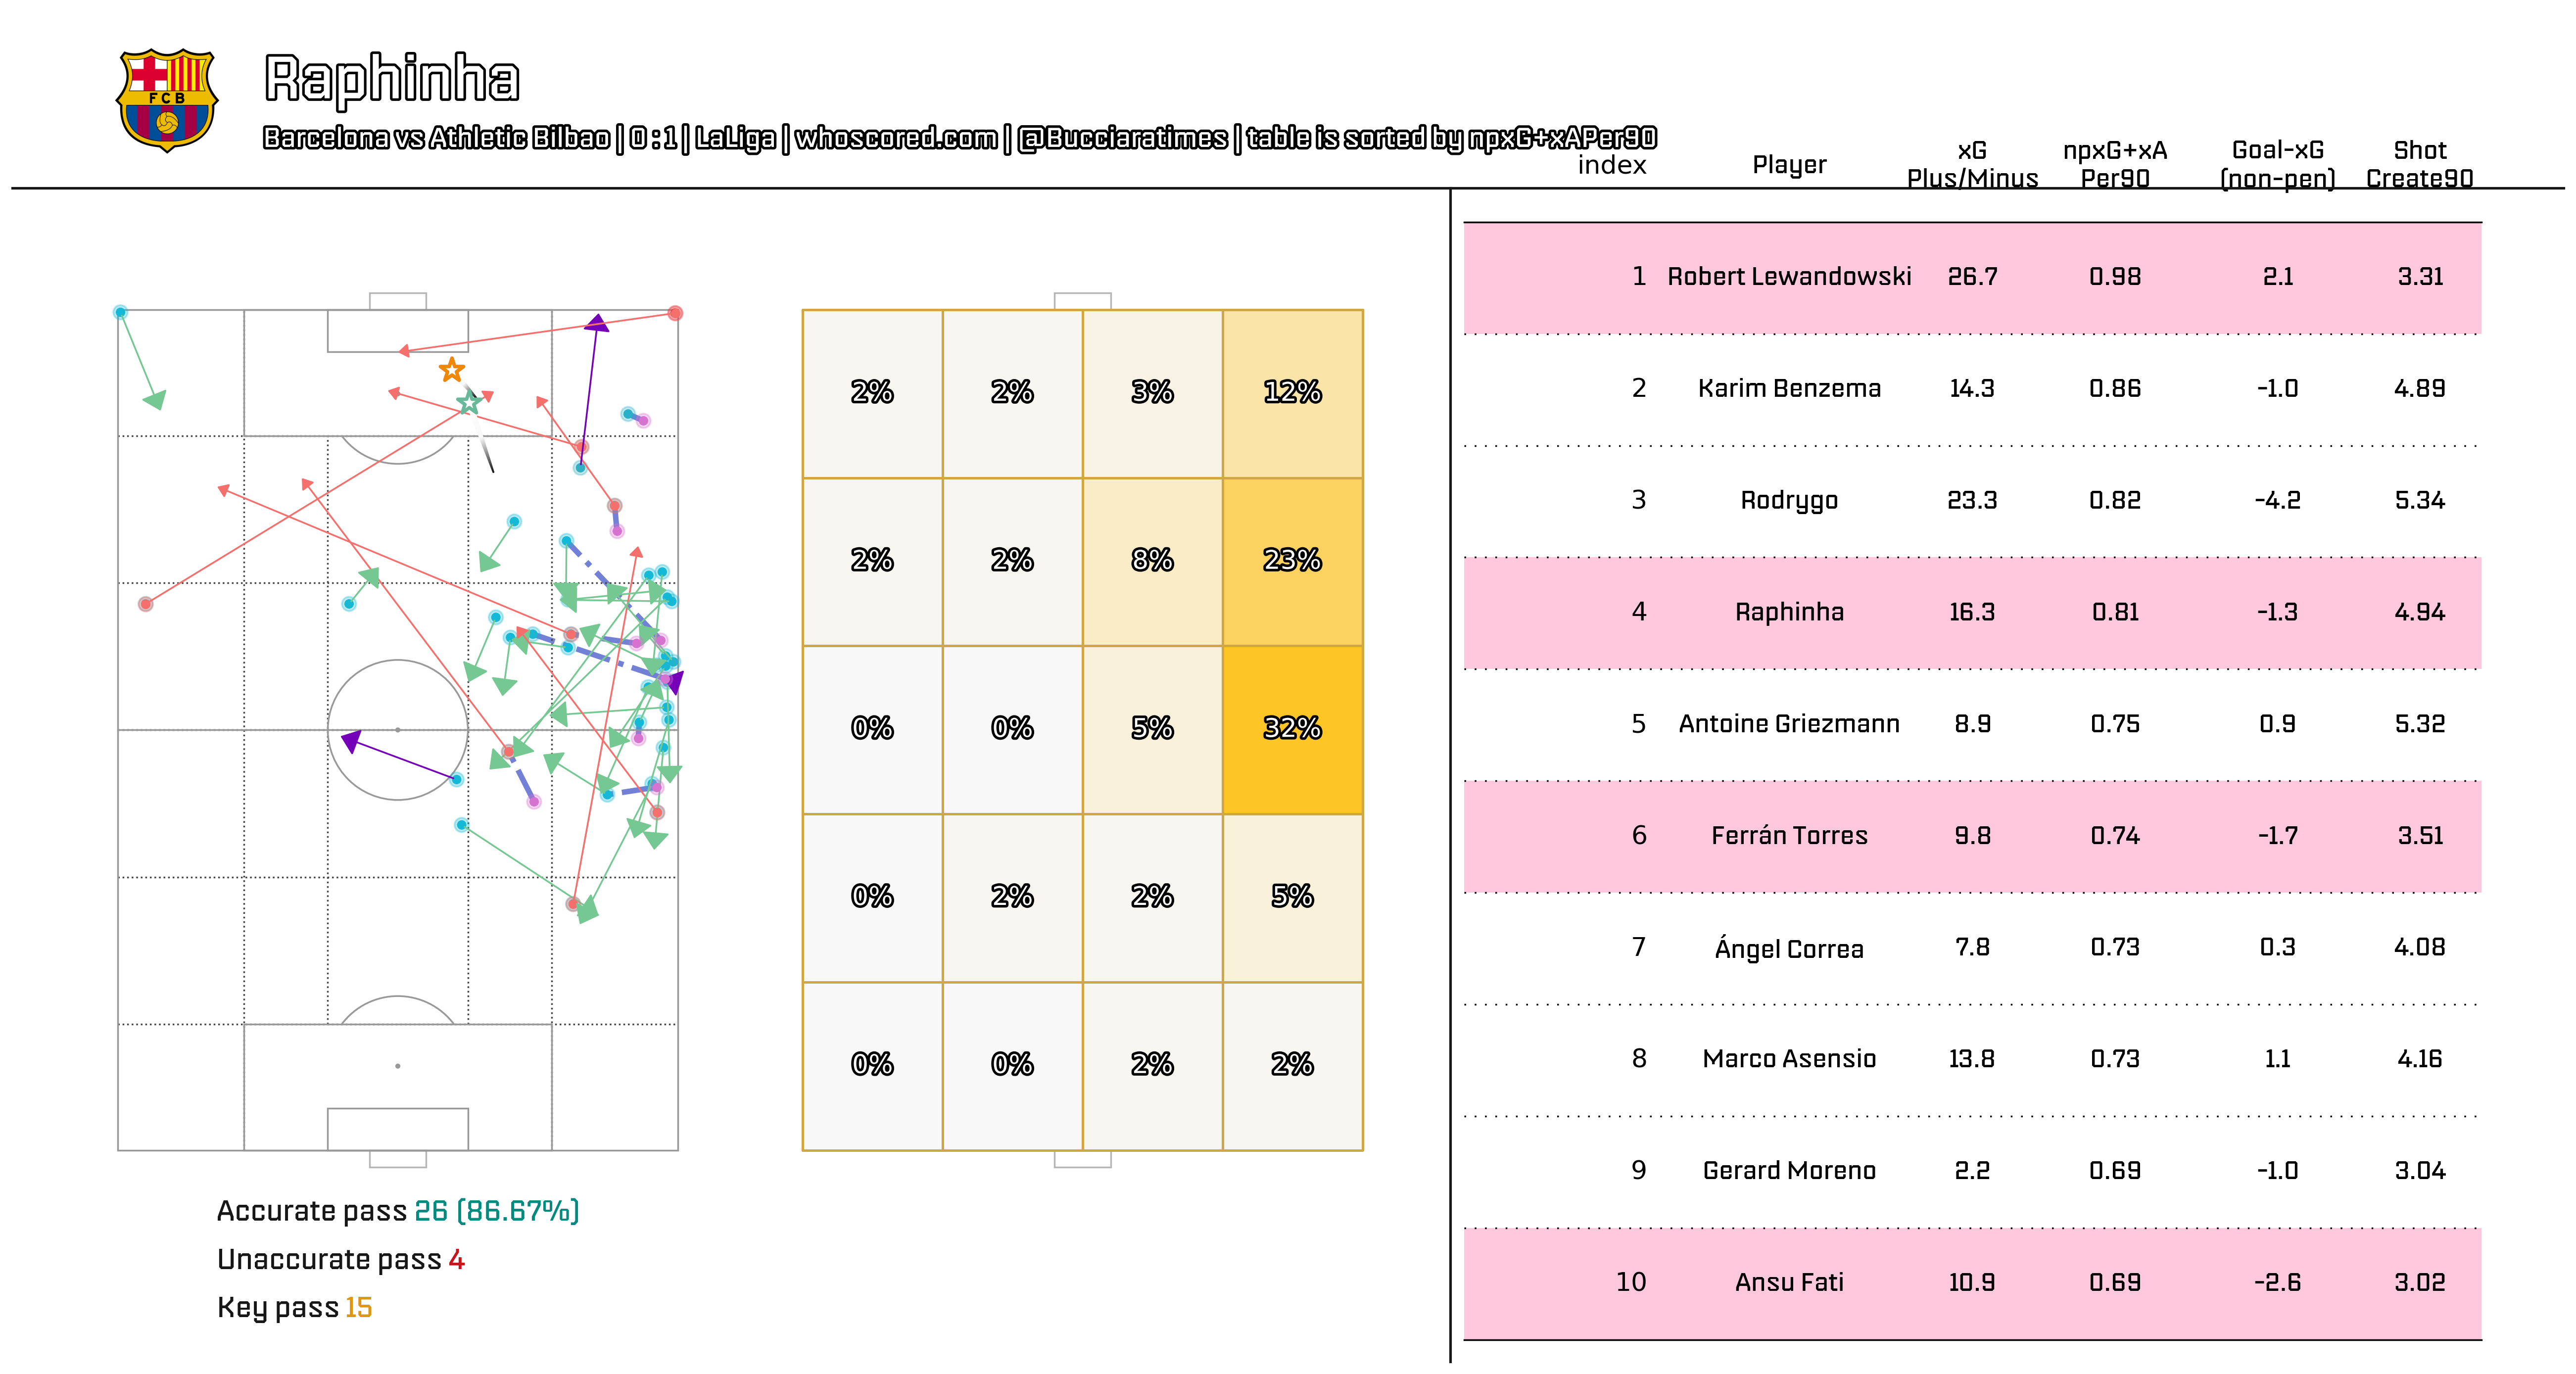 FCB
Raphinha
Barcelona vs Athletic Bilbao | 0 : 1 | LaLiga | whoscored.com | @Bucciaratimes | table is sorted by npxG+xAPer90
index Player xG Plus/Minus npxG+xA Per90 Goal-xG (non-pen) Shot Create90
1 Robert Lewandowski 26.7 0.98 2.1 3.31
2 Karim Benzema 14.3 0.86 -1.0 4.89
3 Rodrygo 23.3 0.82 -4.2 5.34
4 Raphinha 16.3 0.81 -1.3 4.94
5 Antoine Griezmann 8.9 0.75 0.9 5.32
6 Ferrán Torres 9.8 0.74 -1.7 3.51
7 Ángel Correa 7.8 0.73 0.3 4.08
8 Marco Asensio 13.8 0.73 1.1 4.16
9 Gerard Moreno 2.2 0.69 -1.0 3.04
10 Ansu Fati 10.9 0.69 -2.6 3.02
2% 2% 3% 12%
2% 2% 8% 23%
0% 0% 5% 32%
0% 2% 2% 5%
0% 0% 2% 2%
Accurate pass 26 (86.67%)
Unaccurate pass 4
Key pass 15